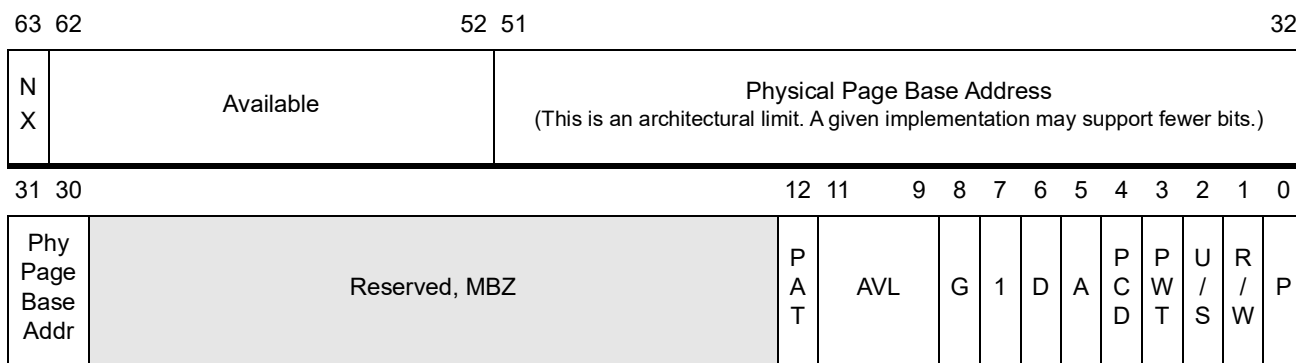 63 62 52 51 32
N
X
Available
Physical Page Base Address
(This is an architectural limit. A given implementation may support fewer bits.)
31 30 12 11 9 8 7 6 5 4 3 2 1 0
Phy
Page
Base
Addr
Reserved, MBZ
P
A
T
AVL
G
1
D
A
P
C
D
P
W
T
U
/
S
R
/
W
P